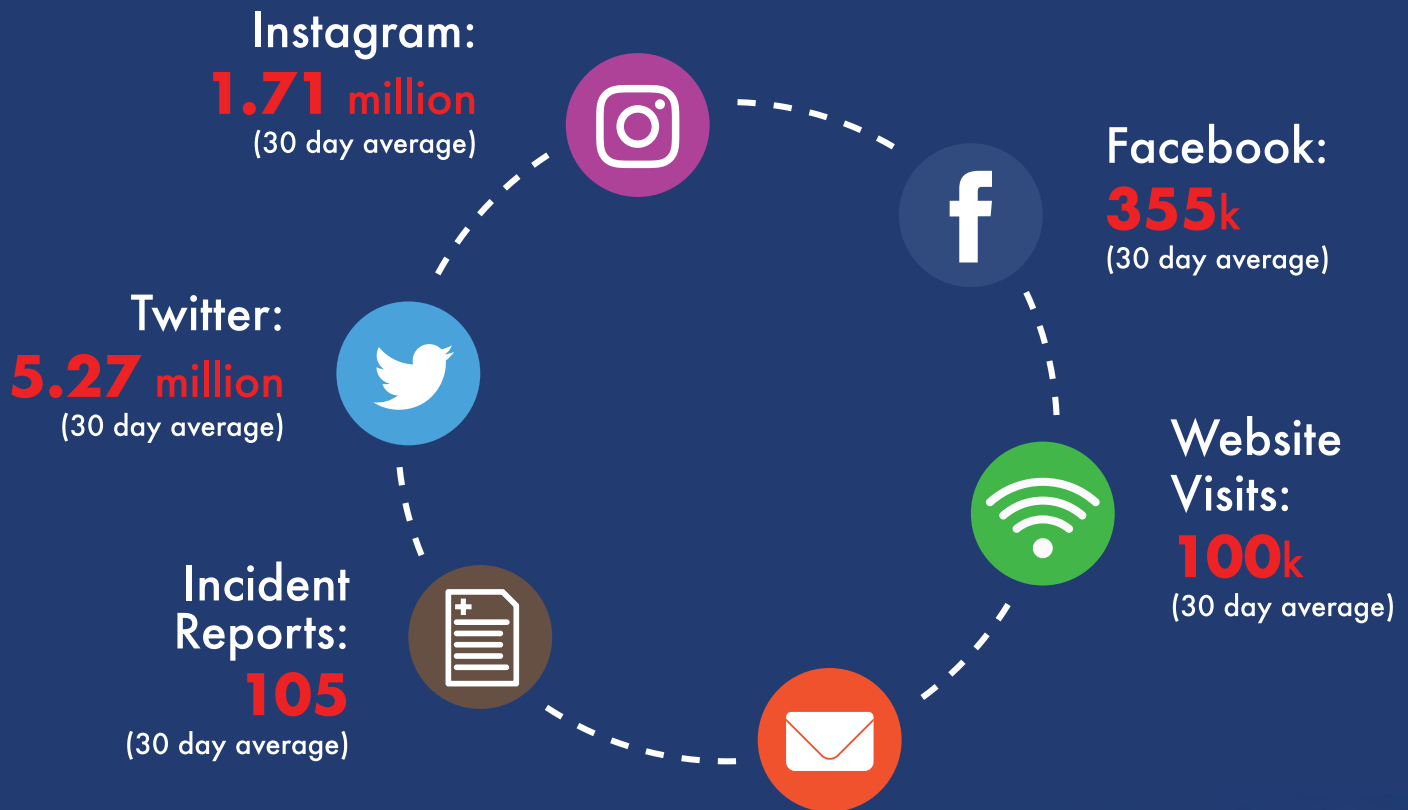 Instagram:
1.71 million
(30 day average)
Facebook:
355k
(30 day average)
Twitter:
5.27 million
(30 day average)
Website
Visits:
100k
(30 day average)
Incident
Reports:
105
(30 day average)